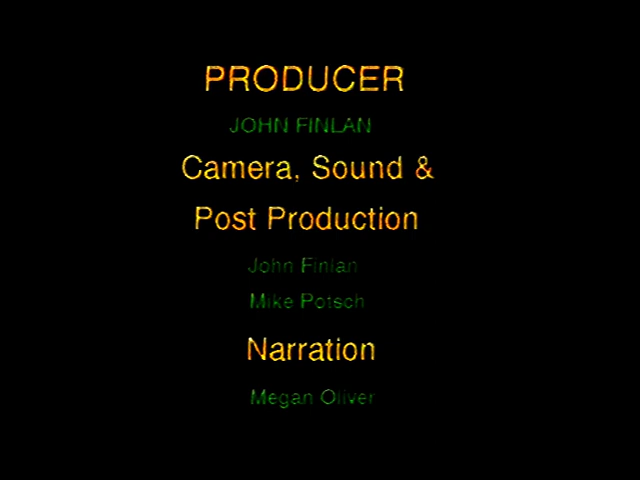 PRODUCER
JOHN FINLAN
Camera, Sound &
Post Production
John Finlan
Mike Potsch
Narration
Megan Oliver